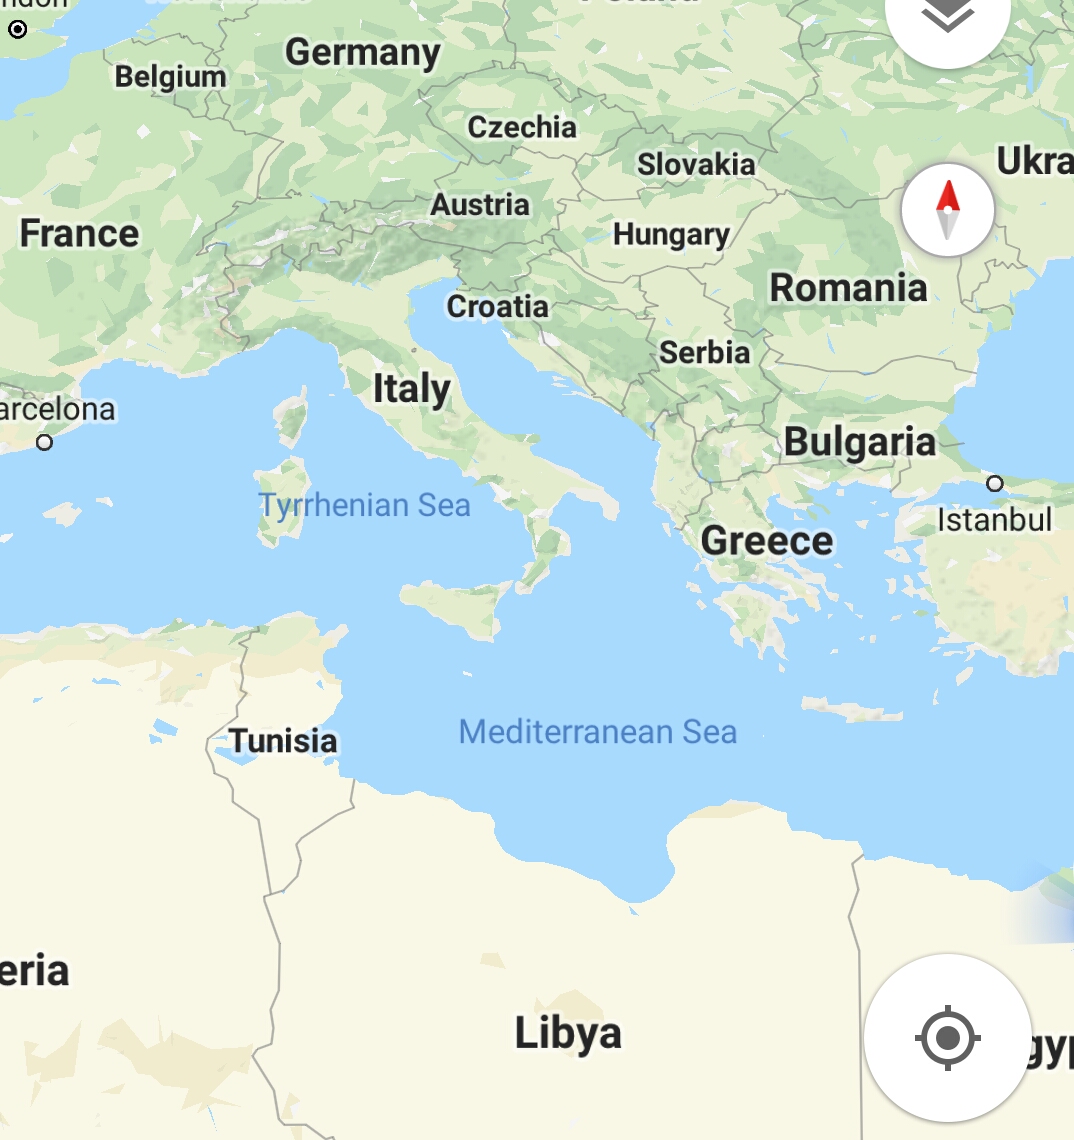 ndon
Germany
Belgium
Czechia
Slovakia
Ukra
Austria
France
Hungary
Romania
Croatia
Serbia
Italy
arcelona
Bulgaria
Tyrrhenian Sea
Istanbul
Greece
Mediterranean Sea
Tunisia
eria
Libya
gyp